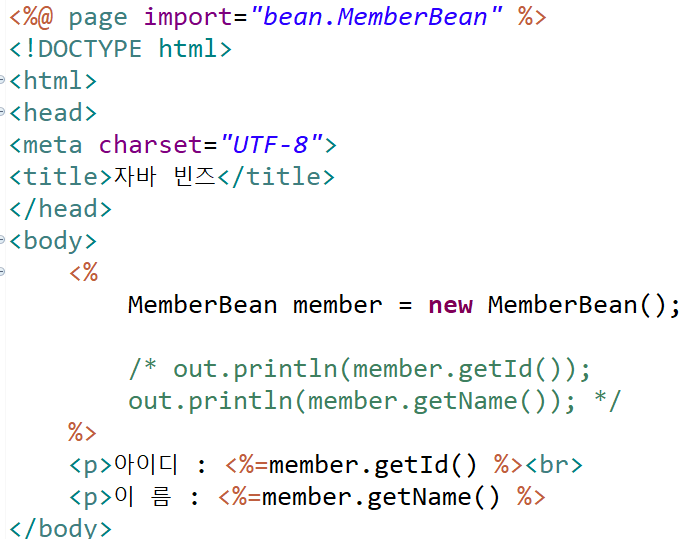 <%@ page import="bean.MemberBean" %>
<!DOCTYPE html>
<html>
<head>
<meta charset="UTF-8">
<title>자바 빈즈</title>
</head>
<body>
<%
MemberBean member = new MemberBean();
/* out.println(member.getId());
out.println(member.getName()); */
%>
<p>아이디 : <%=member.getId() %><br>
<p>이 름 : <%=member.getName() %>
</body>